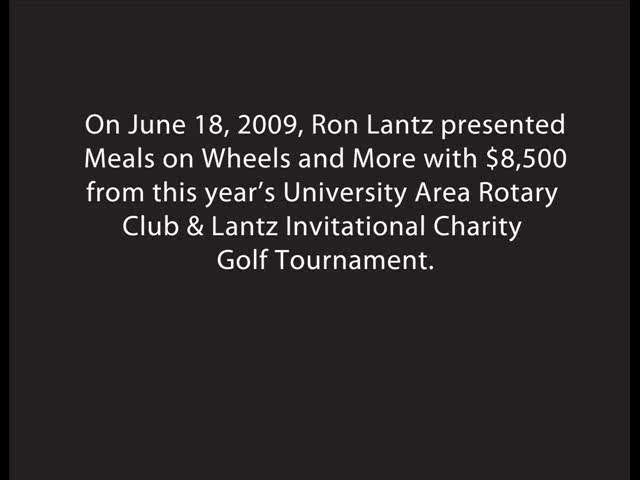 On June 18, 2009, Ron Lantz presented
Meals on Wheels and More with $8,500
from this year’s University Area Rotary
Club & Lantz Invitational Charity
Golf Tournament.